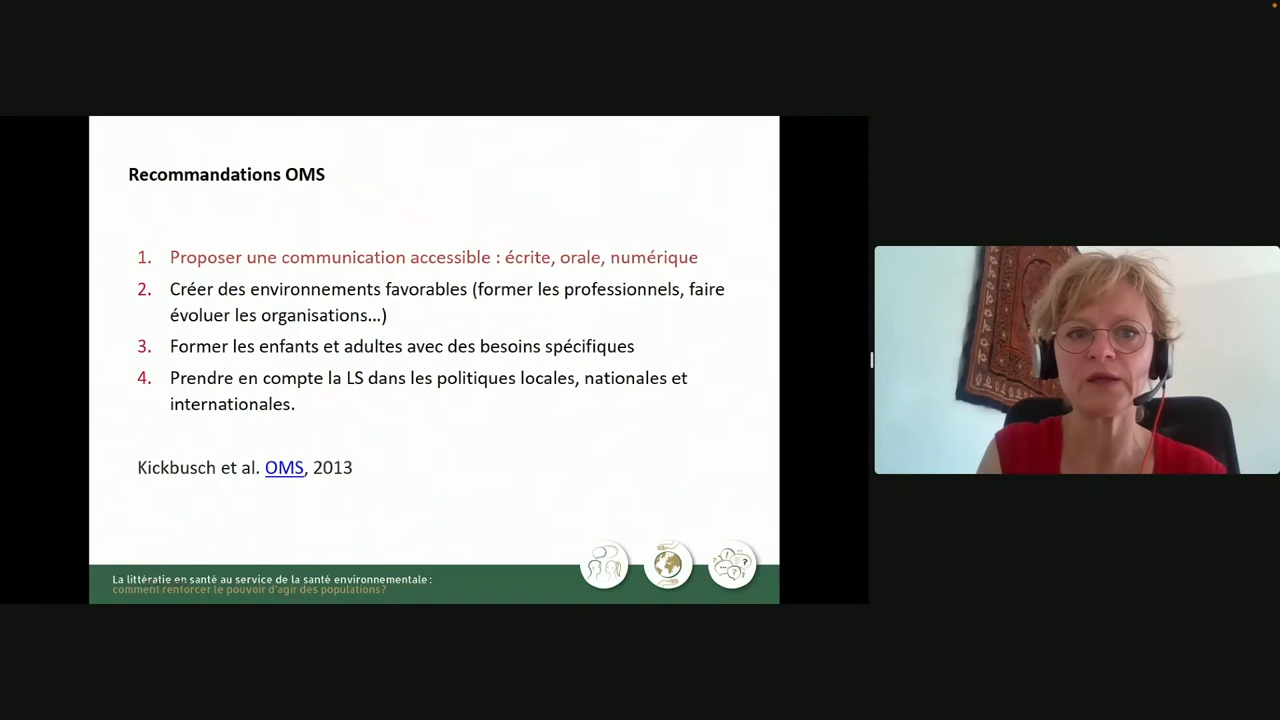 Recommandations OMS
1. Proposer une communication accessible : écrite, orale, numérique
2. Créer des environnements favorables (former les professionnels, faire
évoluer les organisations...)
3. Former les enfants et adultes avec des besoins spécifiques
4. Prendre en compte la LS dans les politiques locales, nationales et
internationales.
Kickbusch et al. OMS, 2013
La littératie en santé au service de la santé environnementale :
comment renforcer le pouvoir d'agir des populations?